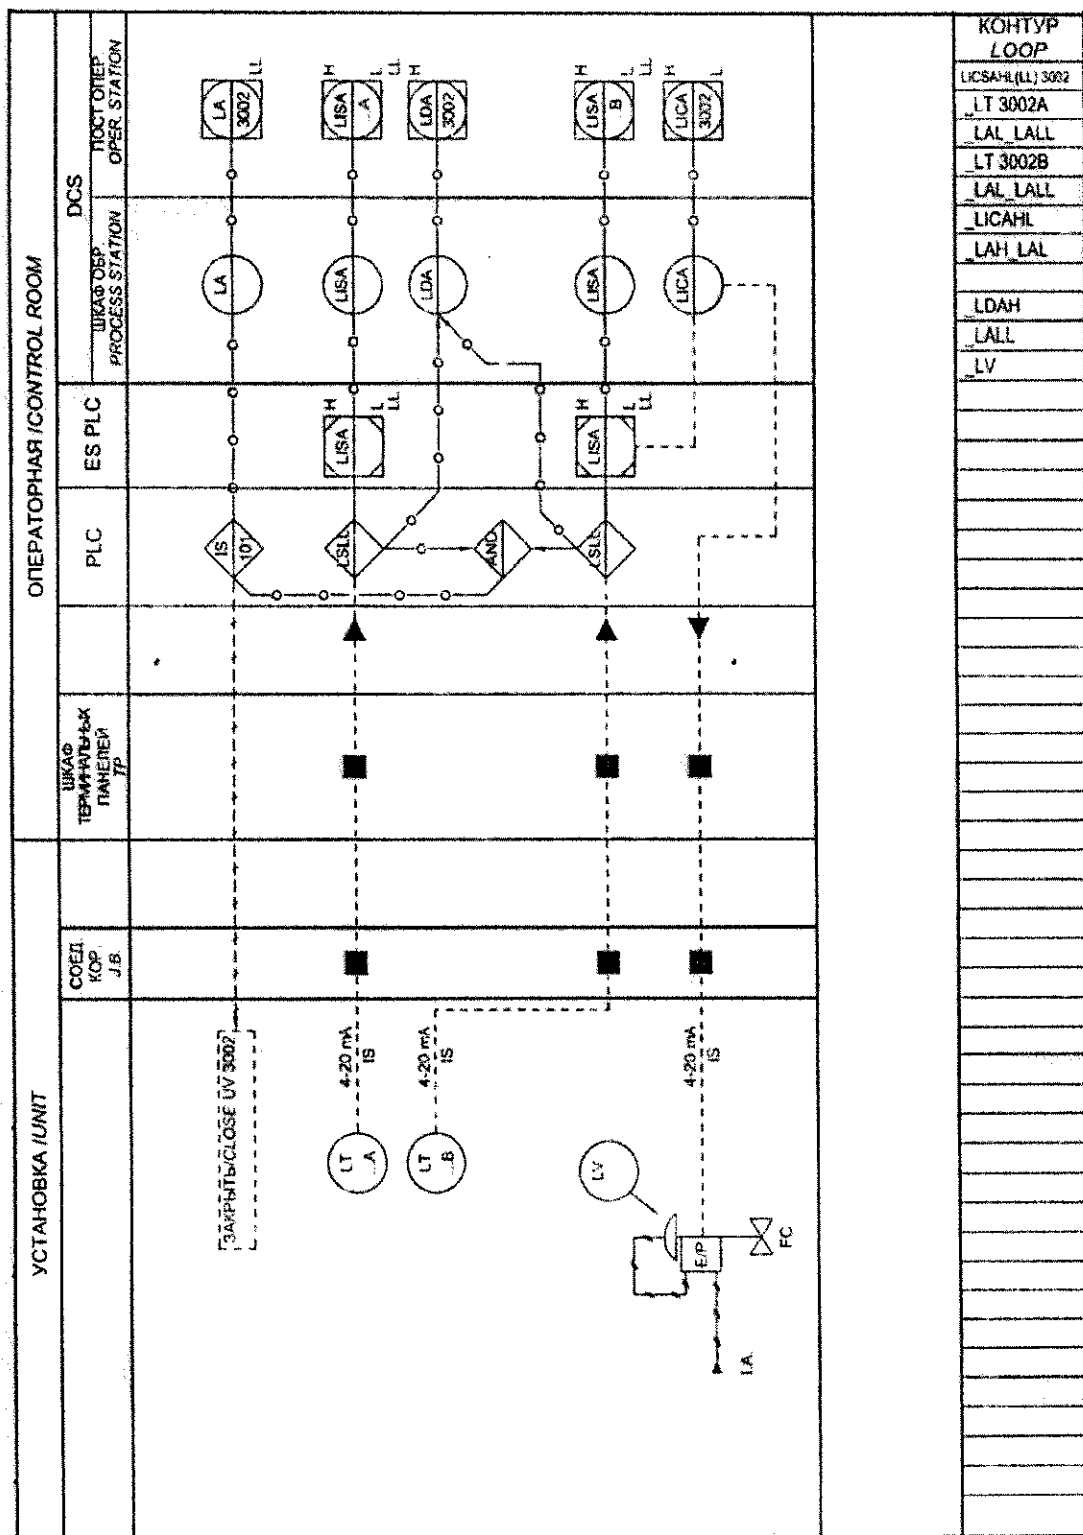 КОНТУР
LOOP
LICSAHL(LL) 3002
_LT 3002A
_LAL_LALL
_LT 3002B
_LAL_LALL
_LICAHL
_LAH_LAL
_LDAH
_LALL
_LV
ОПЕРАТОРНАЯ /CONTROL ROOM
УСТАНОВКА /UNIT
DCS
ПОСТ ОПЕР.
OPER. STATION
ШКАФ ОБР.
PROCESS STATION
ES PLC
PLC
ШКАФ
ТЕРМИНАЛЬНЫХ
ПАНЕЛЕЙ
TP
СОЕД.
КОР.
J.B.
LA
3002
LL
LISA
_A
H
L
LL
LDA
3002
H
LISA
_B
H
L
LL
LICA
3002
H
L
LA
LISA
LDA
LISA
LICA
LISA
H
L
LL
LISA
H
L
LL
IS
101
LSLL
AND
LSLL
ЗАКРЫТЬ/CLOSE UV 3002
4-20 mA
IS
4-20 mA
IS
4-20 mA
IS
LT
_A
LT
_B
LV
E/P
FC
I.A.